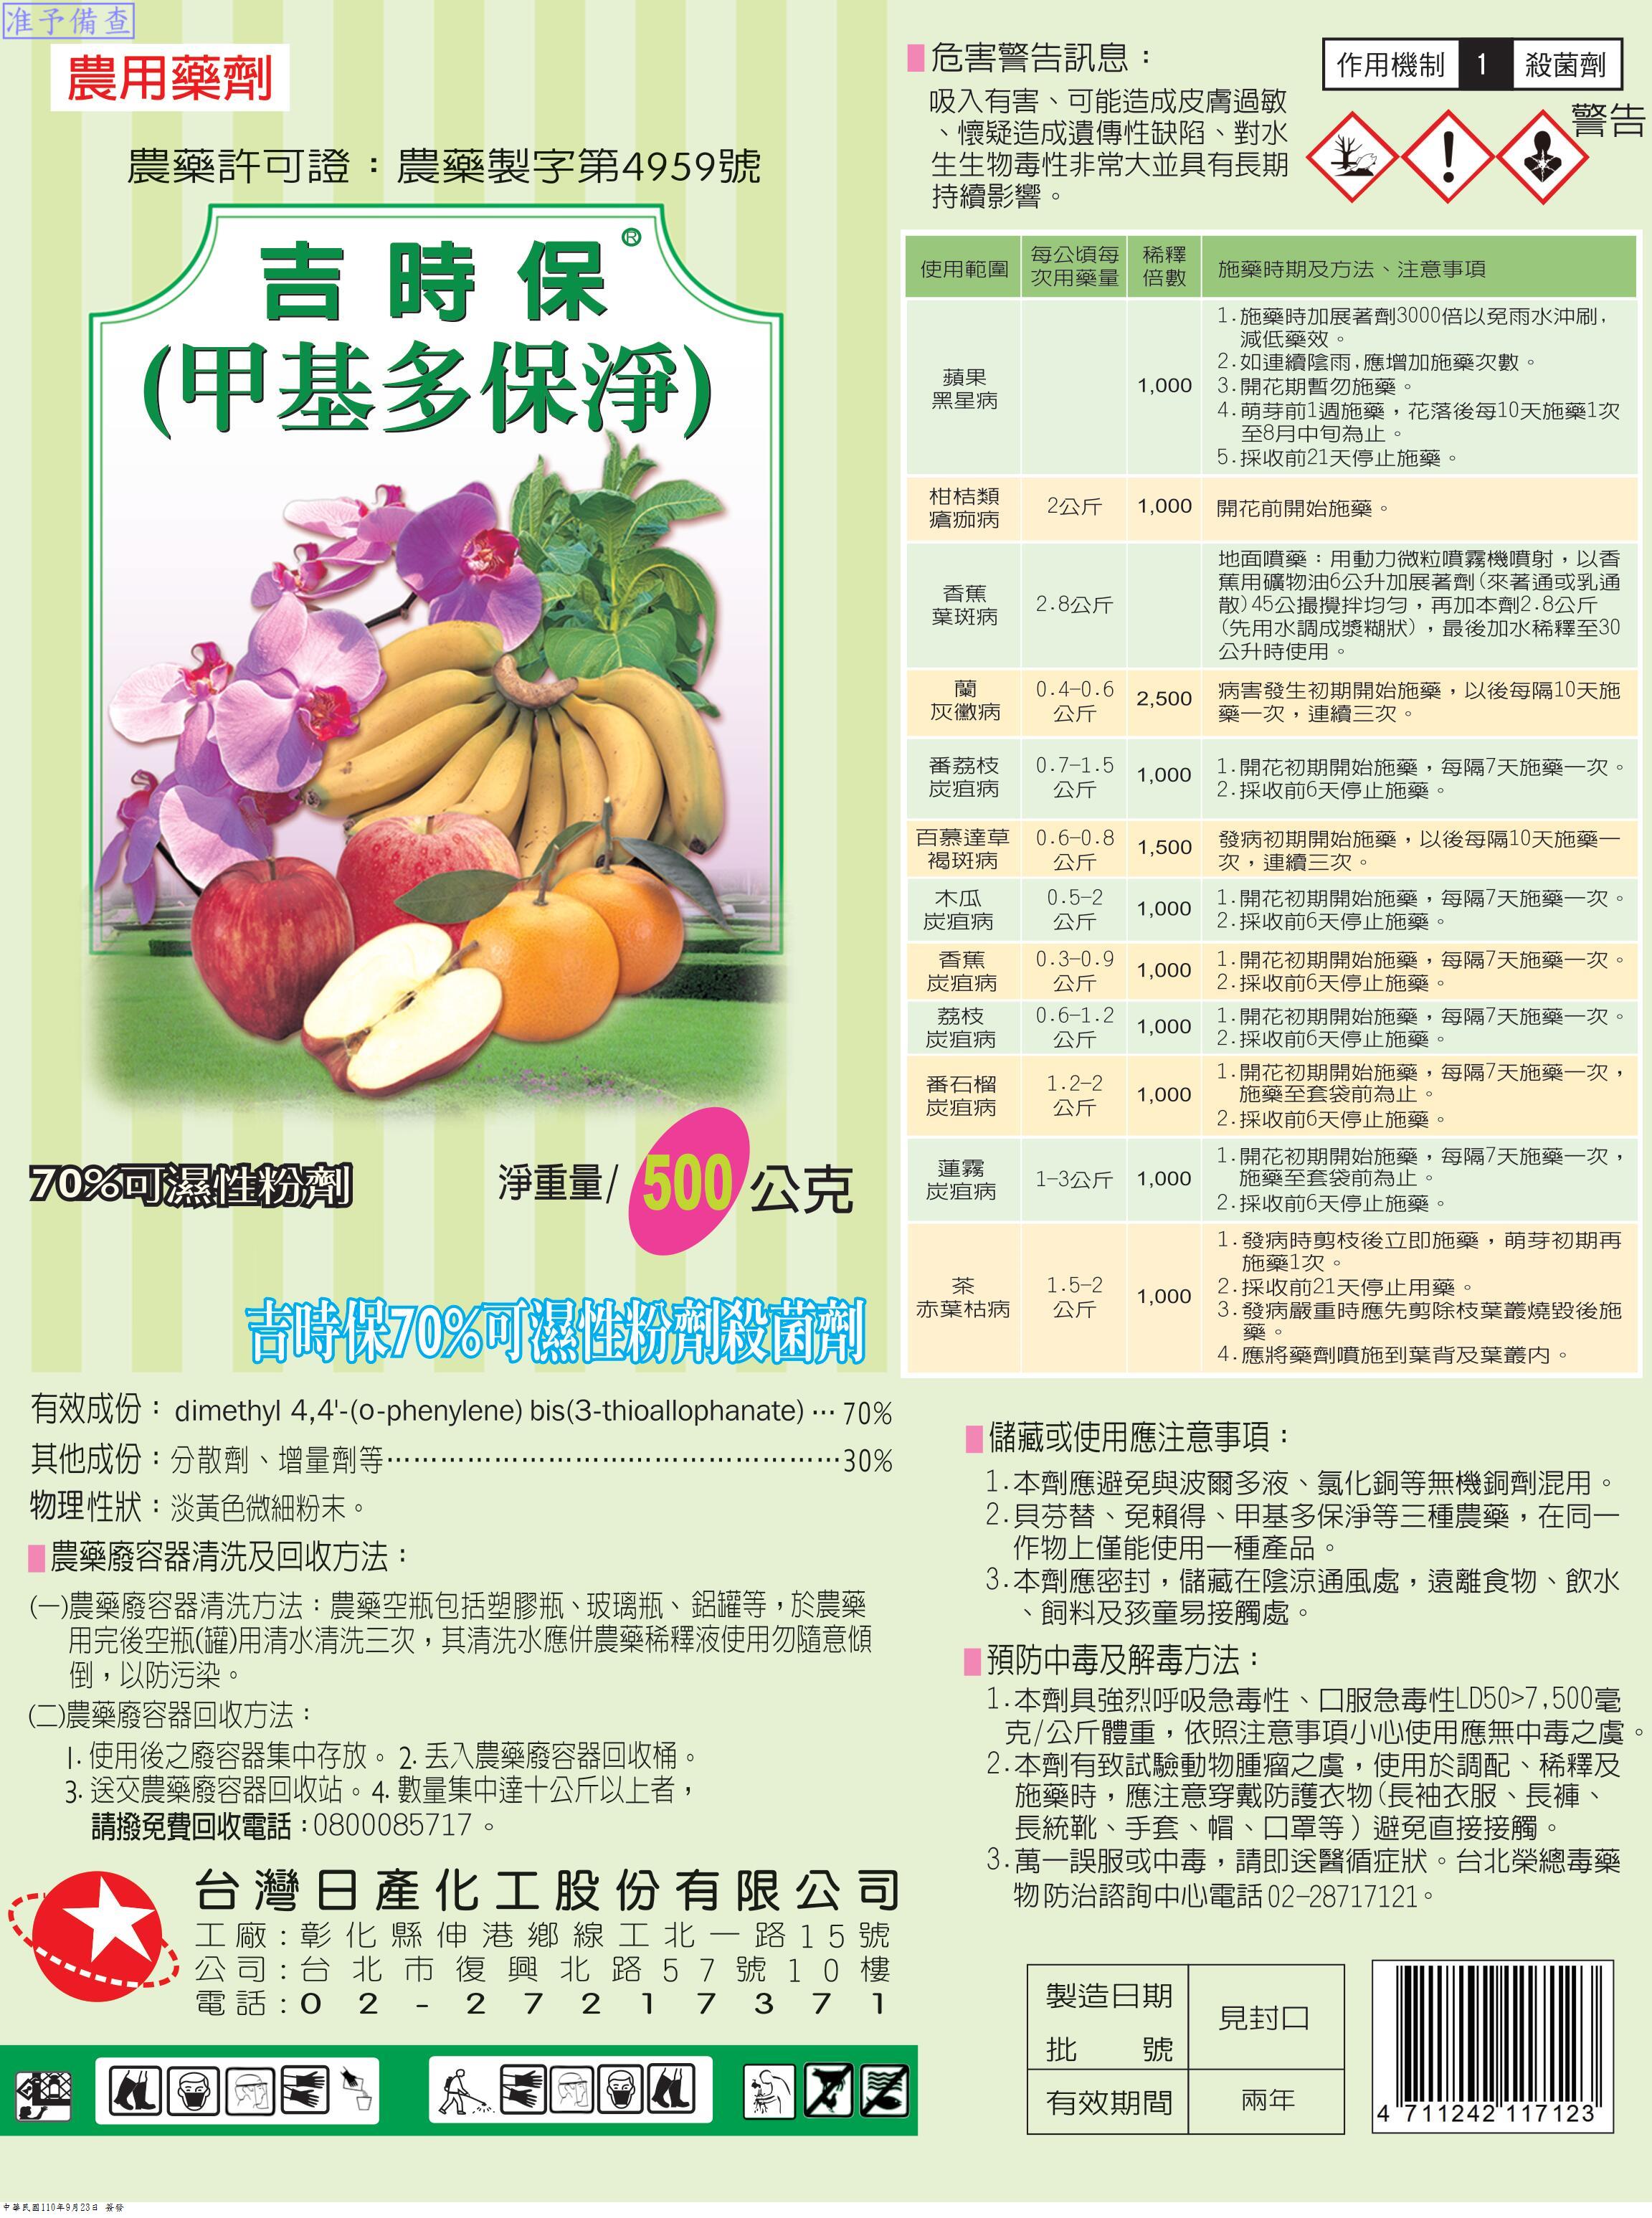 准予備查
農用藥劑
農藥許可證：農藥製字第4959號
吉時保®
(甲基多保淨)
70%可濕性粉劑
淨重量/500公克
吉時保70%可濕性粉劑殺菌劑
有效成份：dimethyl 4,4'-(o-phenylene) bis(3-thioallophanate)…70%
其他成份：分散劑、增量劑等……………………………………………30%
物理性狀：淡黃色微細粉末。
農藥廢容器清洗及回收方法：
(一)農藥廢容器清洗方法：農藥空瓶包括塑膠瓶、玻璃瓶、鋁罐等，於農藥
用完後空瓶(罐)用清水清洗三次，其清洗水應併農藥稀釋液使用勿隨意傾
倒，以防污染。
(二)農藥廢容器回收方法：
1. 使用後之廢容器集中存放。2. 丟入農藥廢容器回收桶。
3. 送交農藥廢容器回收站。4. 數量集中達十公斤以上者，
請撥免費回收電話：0800085717。
台灣日產化工股份有限公司
工廠：彰化縣伸港鄉線工北一路15號
公司：台北市復興北路57號10樓
電話：02-27217371
危害警告訊息：
吸入有害、可能造成皮膚過敏
、懷疑造成遺傳性缺陷、對水
生生物毒性非常大並具有長期
持續影響。
作用機制 1 殺菌劑
警告
使用範圍 每公頃每次用藥量 稀釋倍數 施藥時期及方法、注意事項
蘋果
黑星病
1,000
1.施藥時加展著劑3000倍以免雨水沖刷,
減低藥效。
2.如連續陰雨,應增加施藥次數。
3.開花期暫勿施藥。
4.萌芽前1週施藥，花落後每10天施藥1次
至8月中旬為止。
5.採收前21天停止施藥。
柑桔類
瘡痂病
2公斤
1,000
開花前開始施藥。
香蕉
葉斑病
2.8公斤
地面噴藥：用動力微粒噴霧機噴射，以香
蕉用礦物油6公升加展著劑(來著通或乳通
散)45公撮攪拌均勻，再加本劑2.8公斤
(先用水調成漿糊狀)，最後加水稀釋至30
公升時使用。
蘭
灰黴病
0.4-0.6
公斤
2,500
病害發生初期開始施藥，以後每隔10天施
藥一次，連續三次。
番荔枝
炭疽病
0.7-1.5
公斤
1,000
1.開花初期開始施藥，每隔7天施藥一次。
2.採收前6天停止施藥。
百慕達草
褐斑病
0.6-0.8
公斤
1,500
發病初期開始施藥，以後每隔10天施藥一
次，連續三次。
木瓜
炭疽病
0.5-2
公斤
1,000
1.開花初期開始施藥，每隔7天施藥一次。
2.採收前6天停止施藥。
香蕉
炭疽病
0.3-0.9
公斤
1,000
1.開花初期開始施藥，每隔7天施藥一次。
2.採收前6天停止施藥。
荔枝
炭疽病
0.6-1.2
公斤
1,000
1.開花初期開始施藥，每隔7天施藥一次。
2.採收前6天停止施藥。
番石榴
炭疽病
1.2-2
公斤
1,000
1.開花初期開始施藥，每隔7天施藥一次，
施藥至套袋前為止。
2.採收前6天停止施藥。
蓮霧
炭疽病
1-3公斤
1,000
1.開花初期開始施藥，每隔7天施藥一次，
施藥至套袋前為止。
2.採收前6天停止施藥。
茶
赤葉枯病
1.5-2
公斤
1,000
1.發病時剪枝後立即施藥，萌芽初期再
施藥1次。
2.採收前21天停止用藥。
3.發病嚴重時應先剪除枝葉叢燒毀後施
藥。
4.應將藥劑噴施到葉背及葉叢內。
儲藏或使用應注意事項：
1.本劑應避免與波爾多液、氯化銅等無機銅劑混用。
2.貝芬替、免賴得、甲基多保淨等三種農藥，在同一
作物上僅能使用一種產品。
3.本劑應密封，儲藏在陰涼通風處，遠離食物、飲水
、飼料及孩童易接觸處。
預防中毒及解毒方法：
1.本劑具強烈呼吸急毒性、口服急毒性LD50>7,500毫
克/公斤體重，依照注意事項小心使用應無中毒之虞。
2.本劑有致試驗動物腫瘤之虞，使用於調配、稀釋及
施藥時，應注意穿戴防護衣物(長袖衣服、長褲、
長統靴、手套、帽、口罩等)避免直接接觸。
3.萬一誤服或中毒，請即送醫循症狀。台北榮總毒藥
物防治諮詢中心電話02-28717121。
製造日期
批　　號
見封口
有效期間
兩年
4 711242 117123
中華民國110年9月23日 簽發